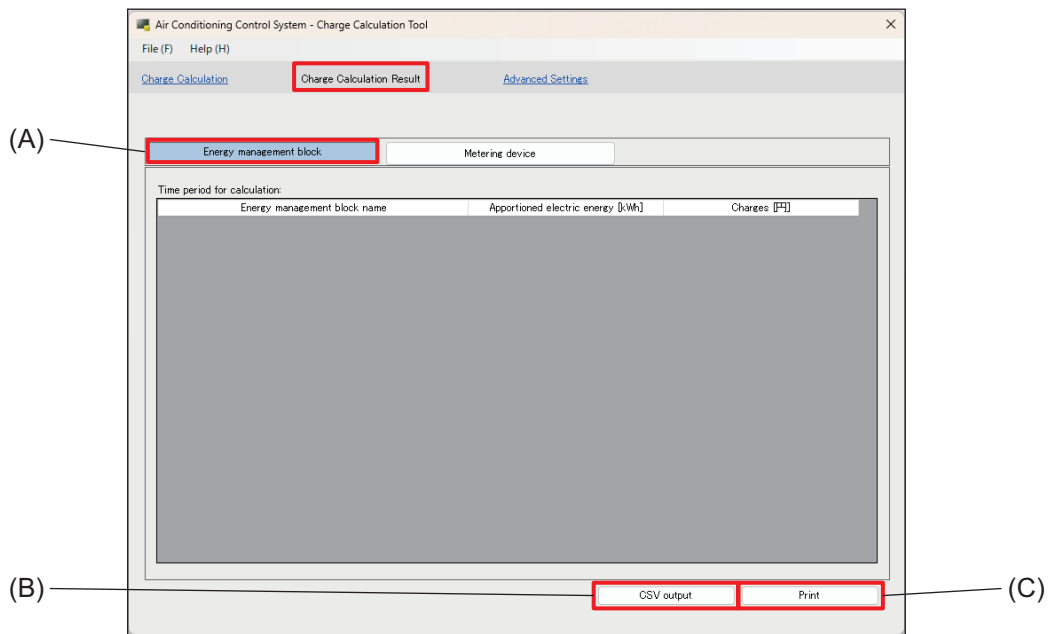 Air Conditioning Control System - Charge Calculation Tool
File (F) Help (H)
Charge Calculation Charge Calculation Result Advanced Settings
(A)
Energy management block Metering device
Time period for calculation:
Energy management block name Apportioned electric energy [kWh] Charges [円]
(B)
CSV output Print
(C)